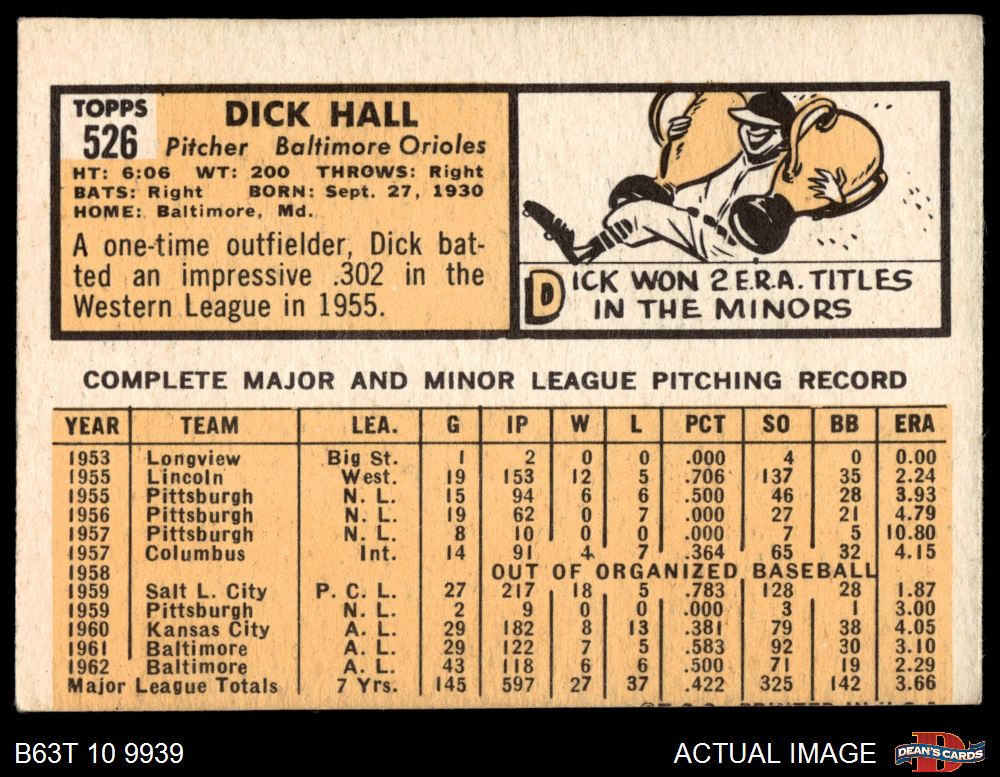 TOPPS
526
DICK HALL
Pitcher Baltimore Orioles
HT: 6:06 WT: 200 THROWS: Right
BATS: Right BORN: Sept. 27, 1930
HOME: Baltimore, Md.
A one-time outfielder, Dick bat-
ted an impressive .302 in the
Western League in 1955.
DICK WON 2 E.R.A. TITLES
IN THE MINORS
COMPLETE MAJOR AND MINOR LEAGUE PITCHING RECORD
YEAR TEAM LEA. G IP W L PCT SO BB ERA
1953 Longview Big St. 1 2 0 0 .000 4 0 0.00
1955 Lincoln West. 19 153 12 5 .706 137 35 2.24
1955 Pittsburgh N. L. 15 94 6 6 .500 46 28 3.93
1956 Pittsburgh N. L. 19 62 0 7 .000 27 21 4.79
1957 Pittsburgh N. L. 8 10 0 0 .000 7 5 10.80
1957 Columbus Int. 14 91 4 7 .364 65 32 4.15
1958 OUT OF ORGANIZED BASEBALL
1959 Salt L. City P. C. L. 27 217 18 5 .783 128 28 1.87
1959 Pittsburgh N. L. 2 9 0 0 .000 3 1 3.00
1960 Kansas City A. L. 29 182 8 13 .381 79 38 4.05
1961 Baltimore A. L. 29 122 7 5 .583 92 30 3.10
1962 Baltimore A. L. 43 118 6 6 .500 71 19 2.29
Major League Totals 7 Yrs. 145 597 27 37 .422 325 142 3.66
B63T 10 9939
ACTUAL IMAGE
DEAN'S CARDS